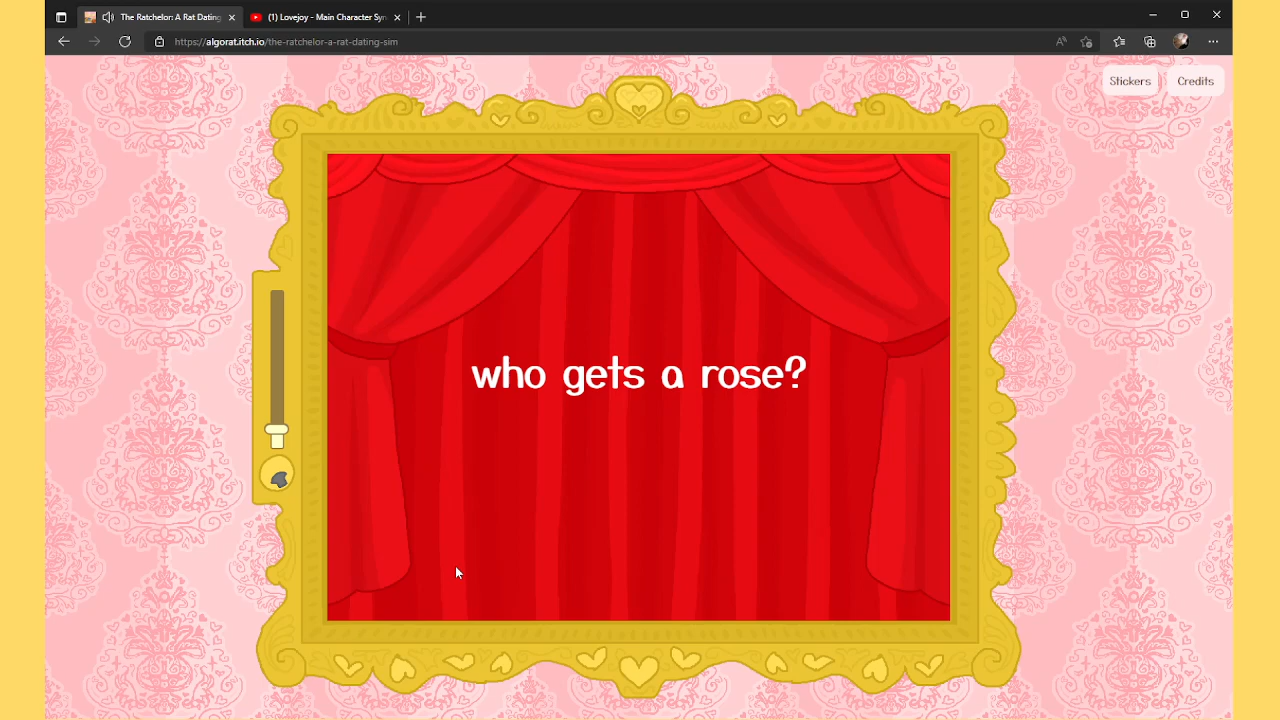 The Ratchelor: A Rat Dating
(1) Lovejoy - Main Character Syn
https://algorat.itch.io/the-ratchelor-a-rat-dating-sim
Stickers
Credits
who gets a rose?